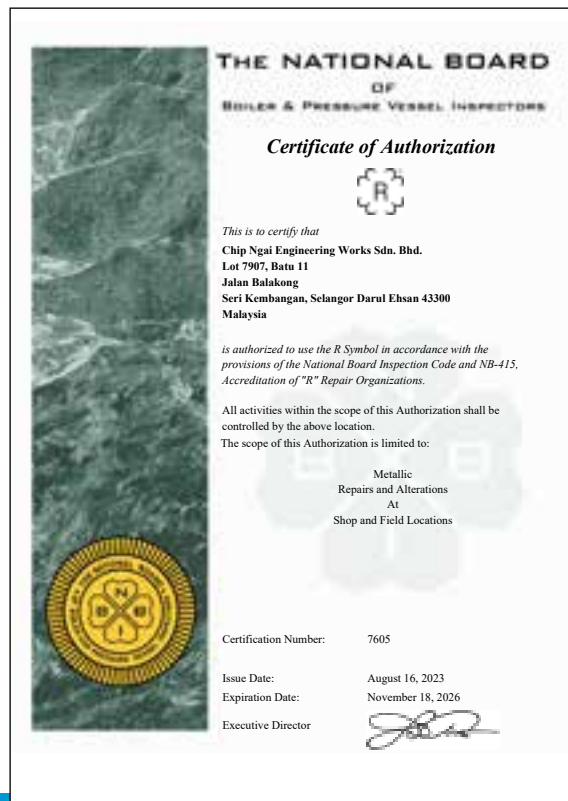 THE NATIONAL BOARD
OF
BOILER & PRESSURE VESSEL INSPECTORS
Certificate of Authorization
R
This is to certify that
Chip Ngai Engineering Works Sdn. Bhd.
Lot 7907, Batu 11
Jalan Balakong
Seri Kembangan, Selangor Darul Ehsan 43300
Malaysia
is authorized to use the R Symbol in accordance with the
provisions of the National Board Inspection Code and NB-415,
Accreditation of "R" Repair Organizations.
All activities within the scope of this Authorization shall be
controlled by the above location.
The scope of this Authorization is limited to:
Metallic
Repairs and Alterations
At
Shop and Field Locations
N
B B
I
Certification Number: 7605
Issue Date: August 16, 2023
Expiration Date: November 18, 2026
Executive Director